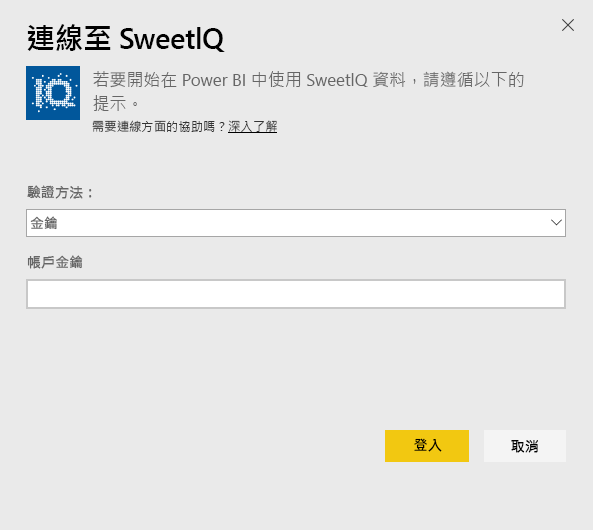 連線至 SweetIQ
IQ
若要開始在 Power BI 中使用 SweetIQ 資料，請遵循以下的
提示。
需要連線方面的協助嗎？深入了解
驗證方法：
金鑰
帳戶金鑰
登入
取消